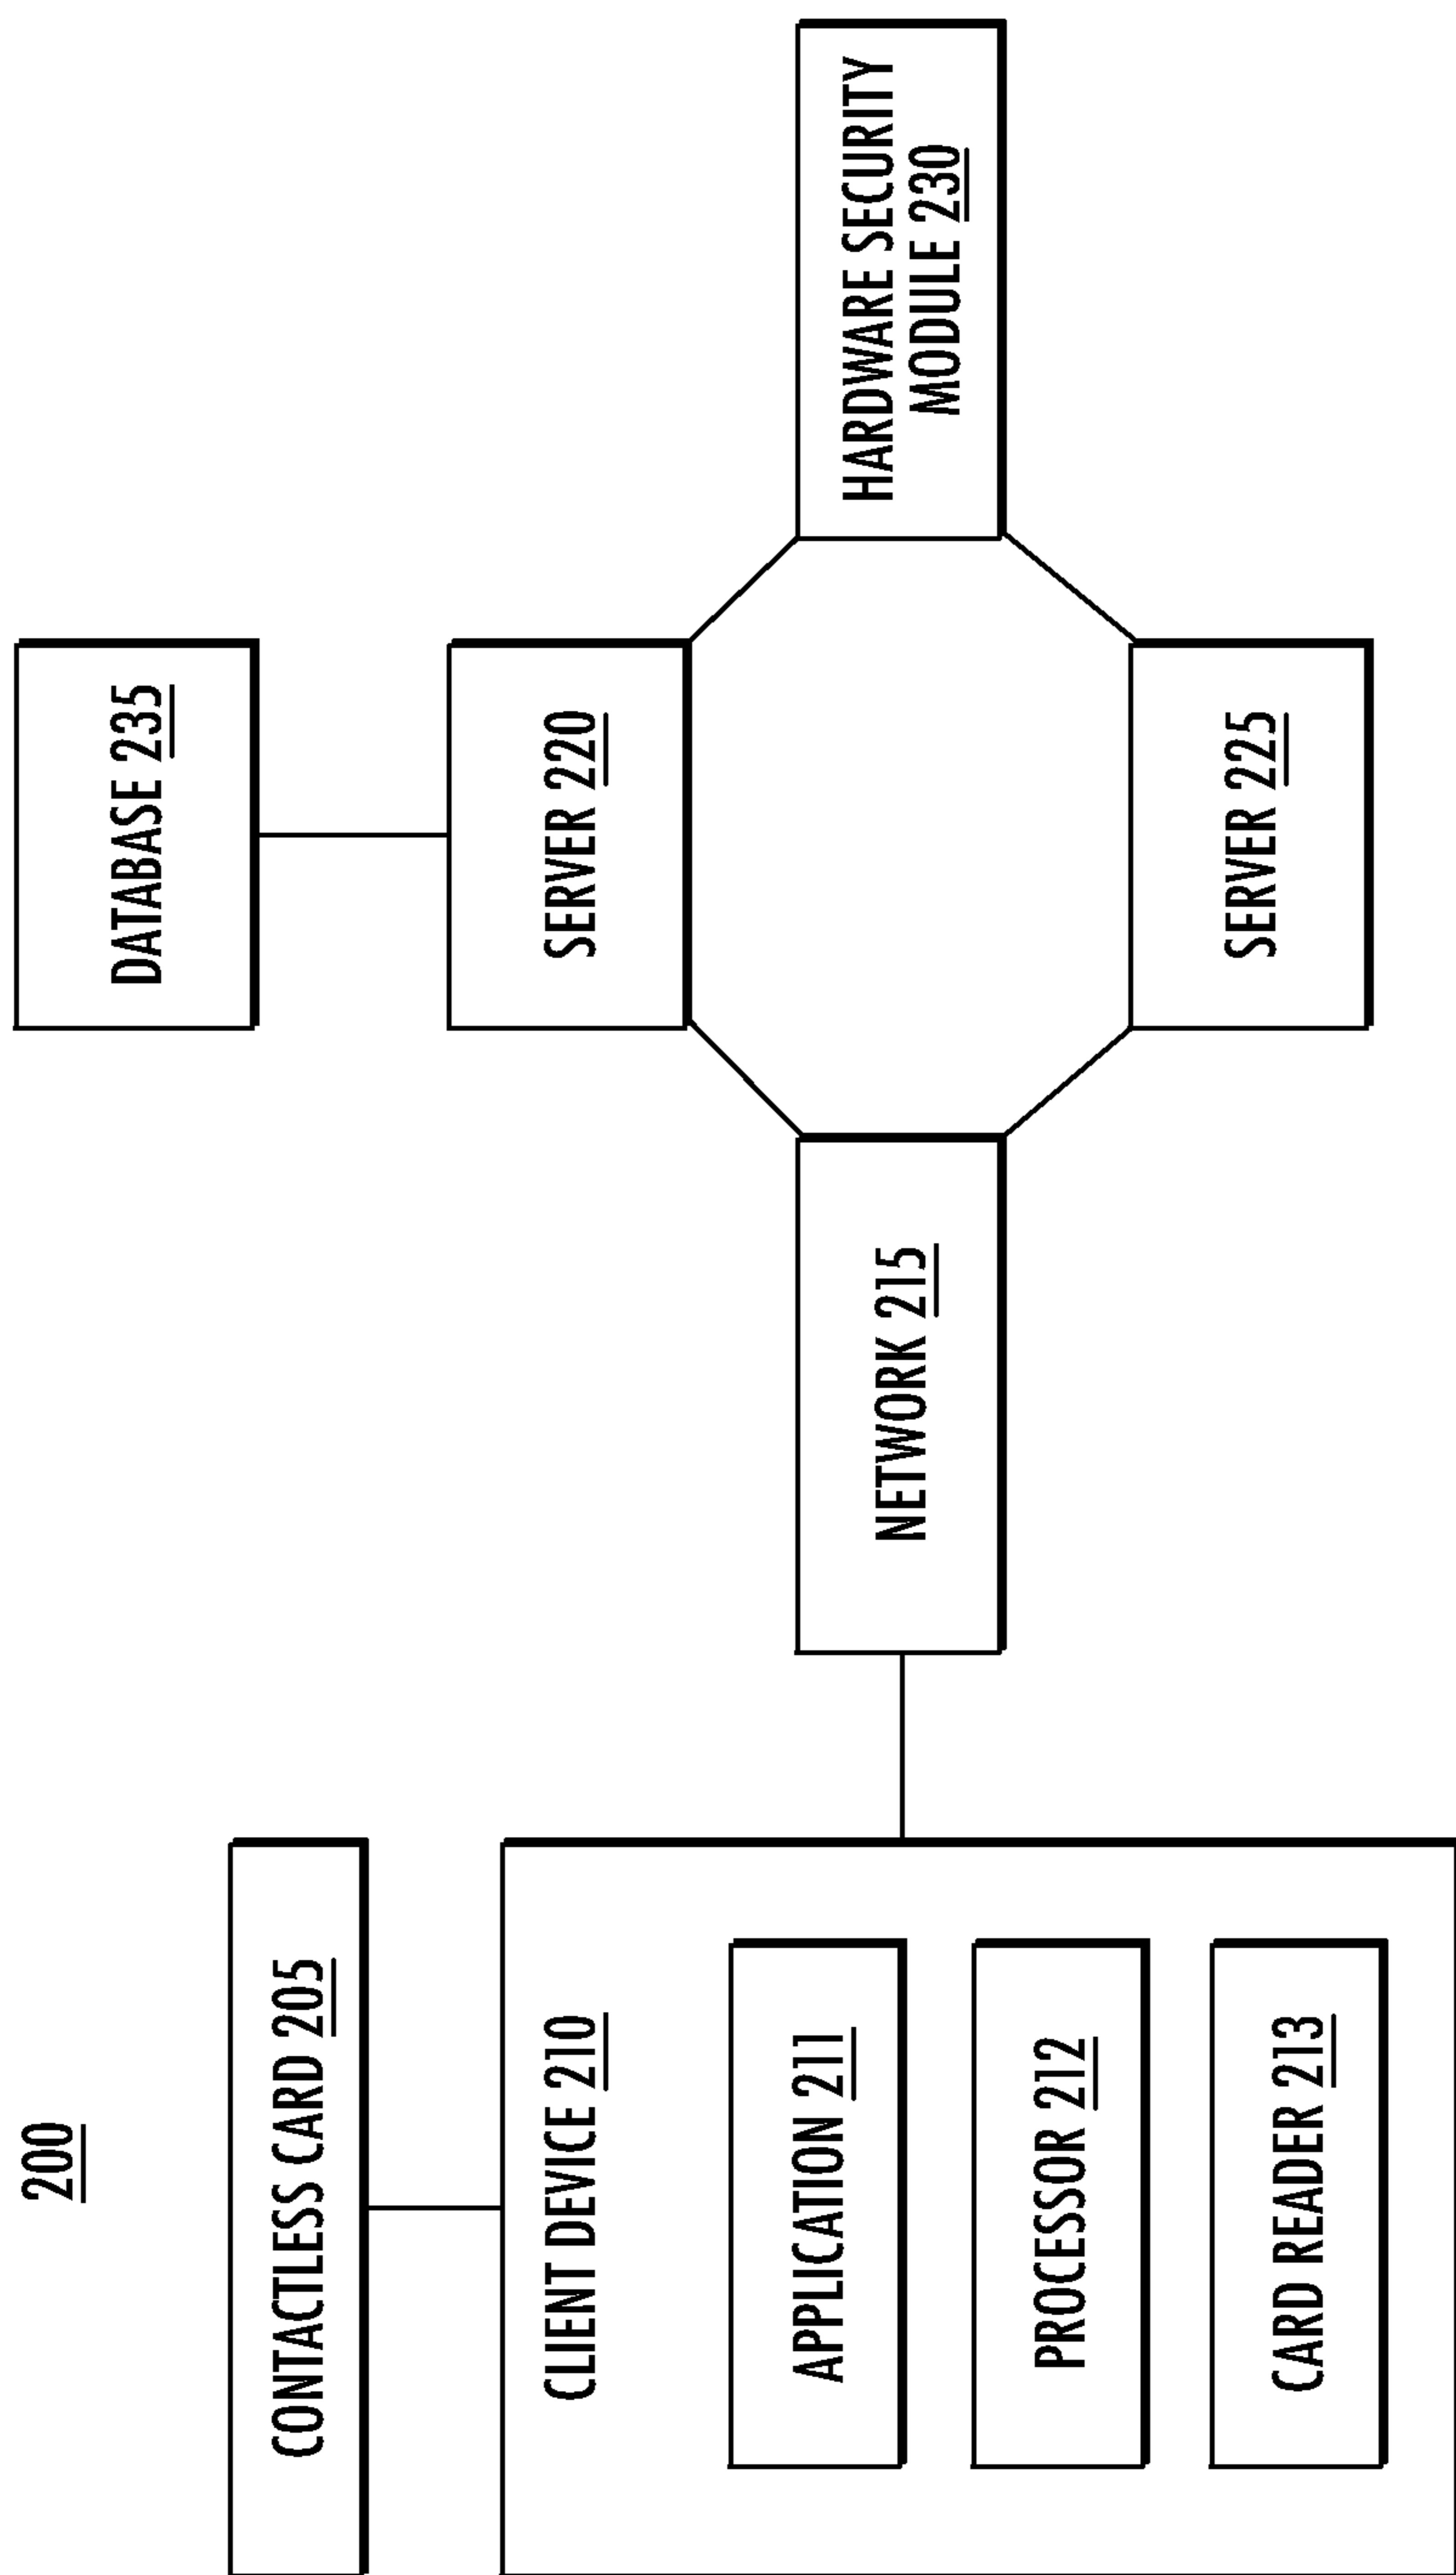 200
CONTACTLESS CARD 205
CLIENT DEVICE 210
APPLICATION 211
PROCESSOR 212
CARD READER 213
NETWORK 215
DATABASE 235
SERVER 220
SERVER 225
HARDWARE SECURITY
MODULE 230